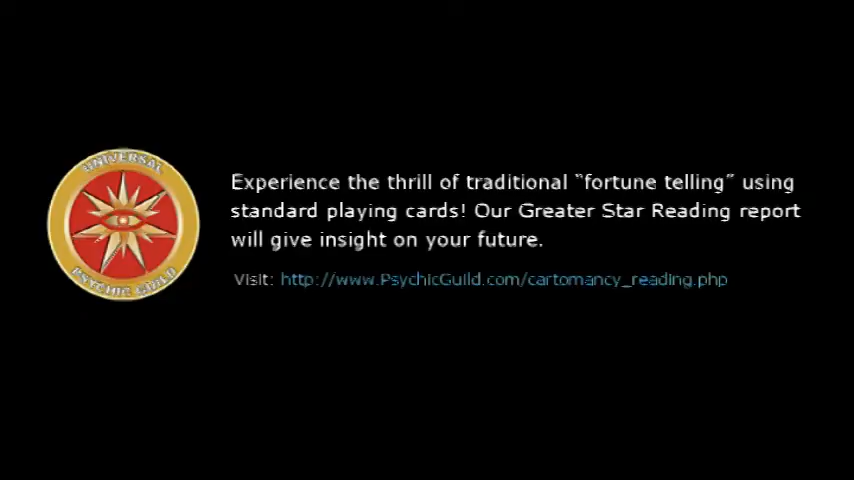 UNIVERSAL
PSYCHIC GUILD
Experience the thrill of traditional “fortune telling” using
standard playing cards! Our Greater Star Reading report
will give insight on your future.
Visit: http://www.PsychicGuild.com/cartomancy_reading.php